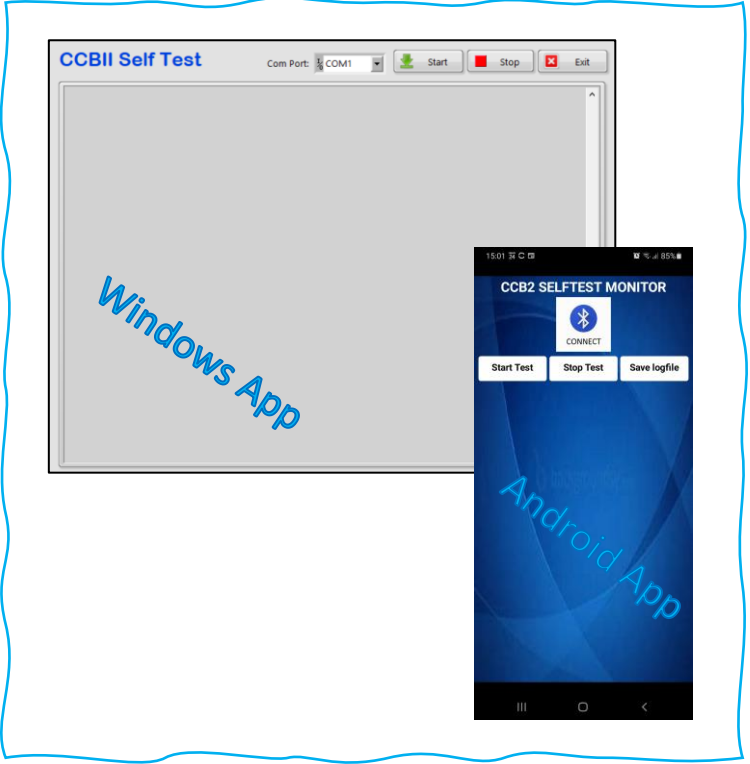 CCBII Self Test
Com Port: COM1 Start Stop Exit
Windows App
15:01 85%
CCB2 SELFTEST MONITOR
CONNECT
Start Test Stop Test Save logfile
Android App